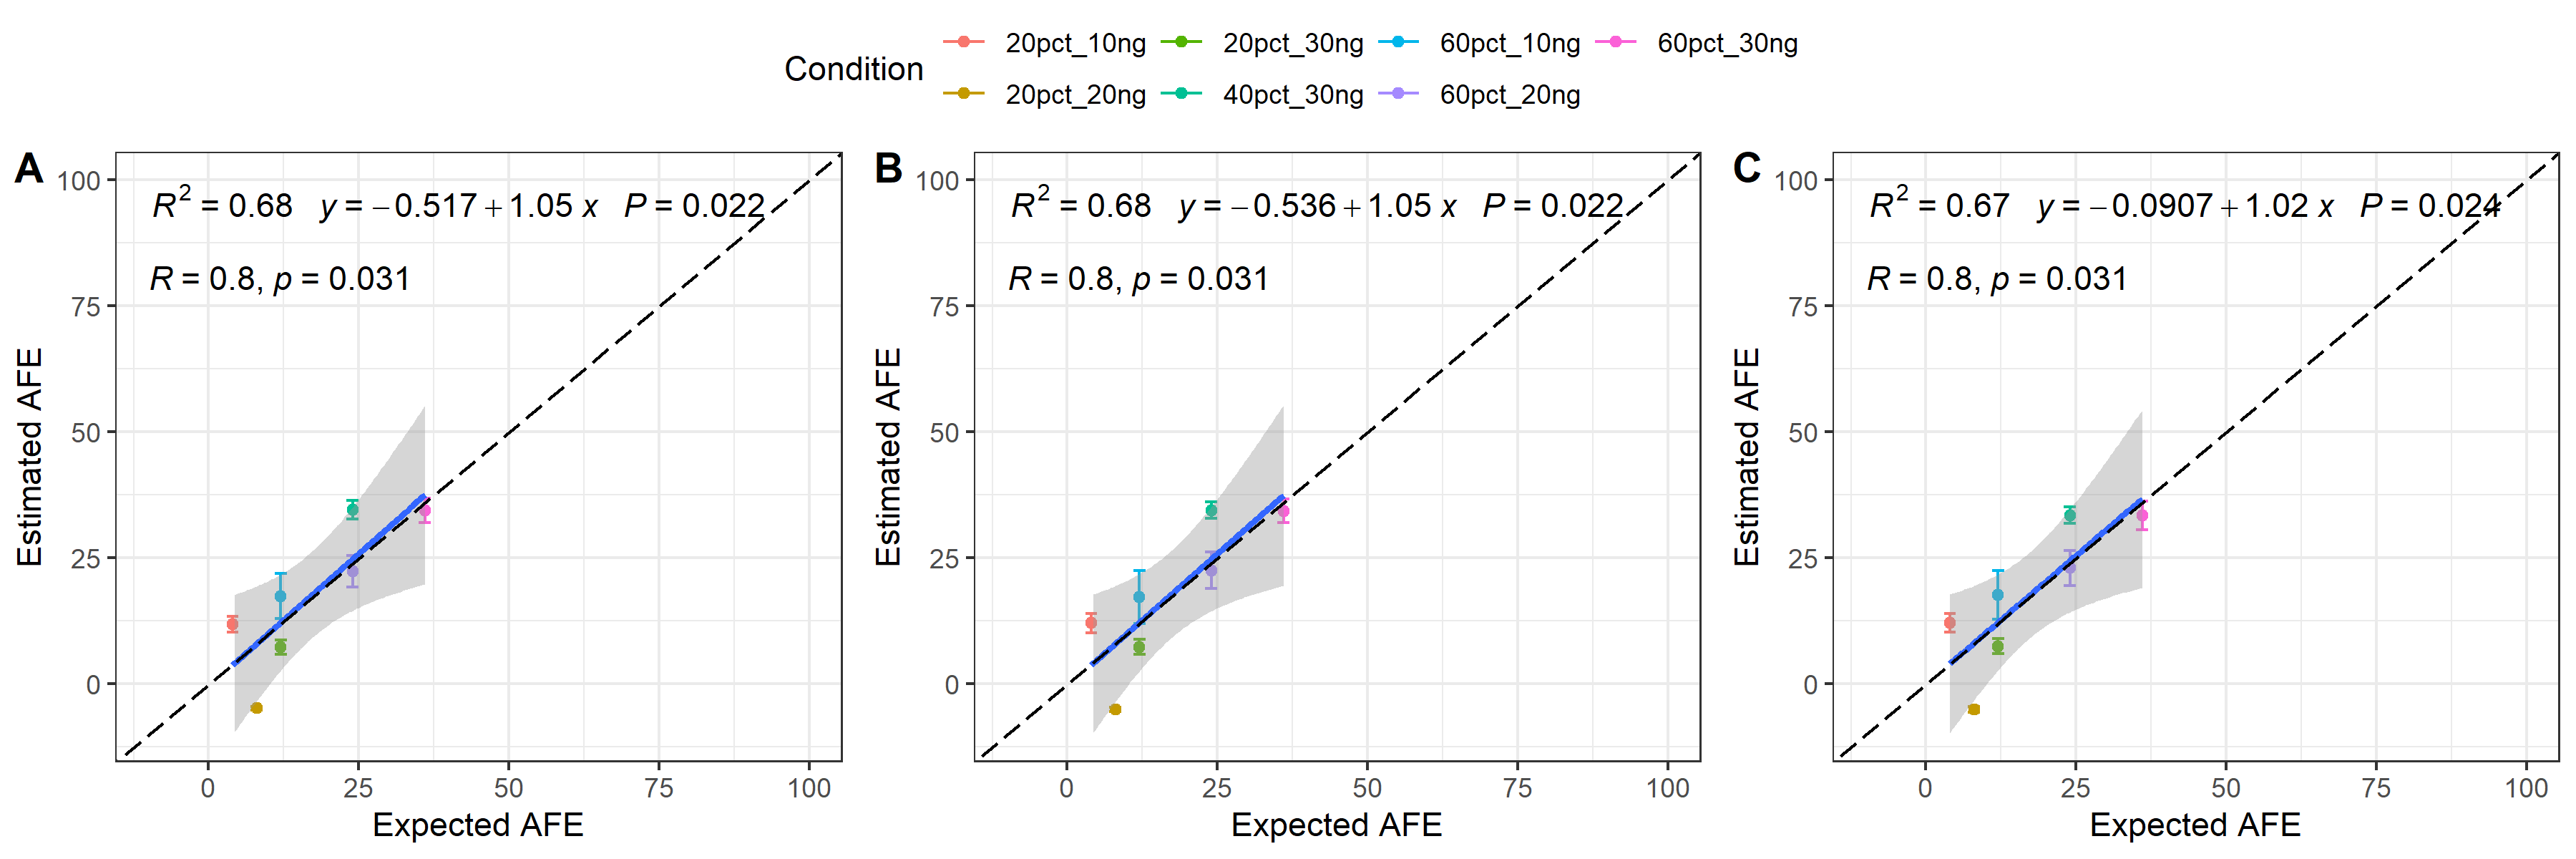 Condition
20pct_10ng 20pct_30ng 60pct_10ng 60pct_30ng
20pct_20ng 40pct_30ng 60pct_20ng
A
R² = 0.68 y = −0.517 + 1.05 x P = 0.022
R = 0.8, p = 0.031
100
75
50
25
0
0 25 50 75 100
Estimated AFE
Expected AFE
B
R² = 0.68 y = −0.536 + 1.05 x P = 0.022
R = 0.8, p = 0.031
100
75
50
25
0
0 25 50 75 100
Estimated AFE
Expected AFE
C
R² = 0.67 y = −0.0907 + 1.02 x P = 0.024
R = 0.8, p = 0.031
100
75
50
25
0
0 25 50 75 100
Estimated AFE
Expected AFE